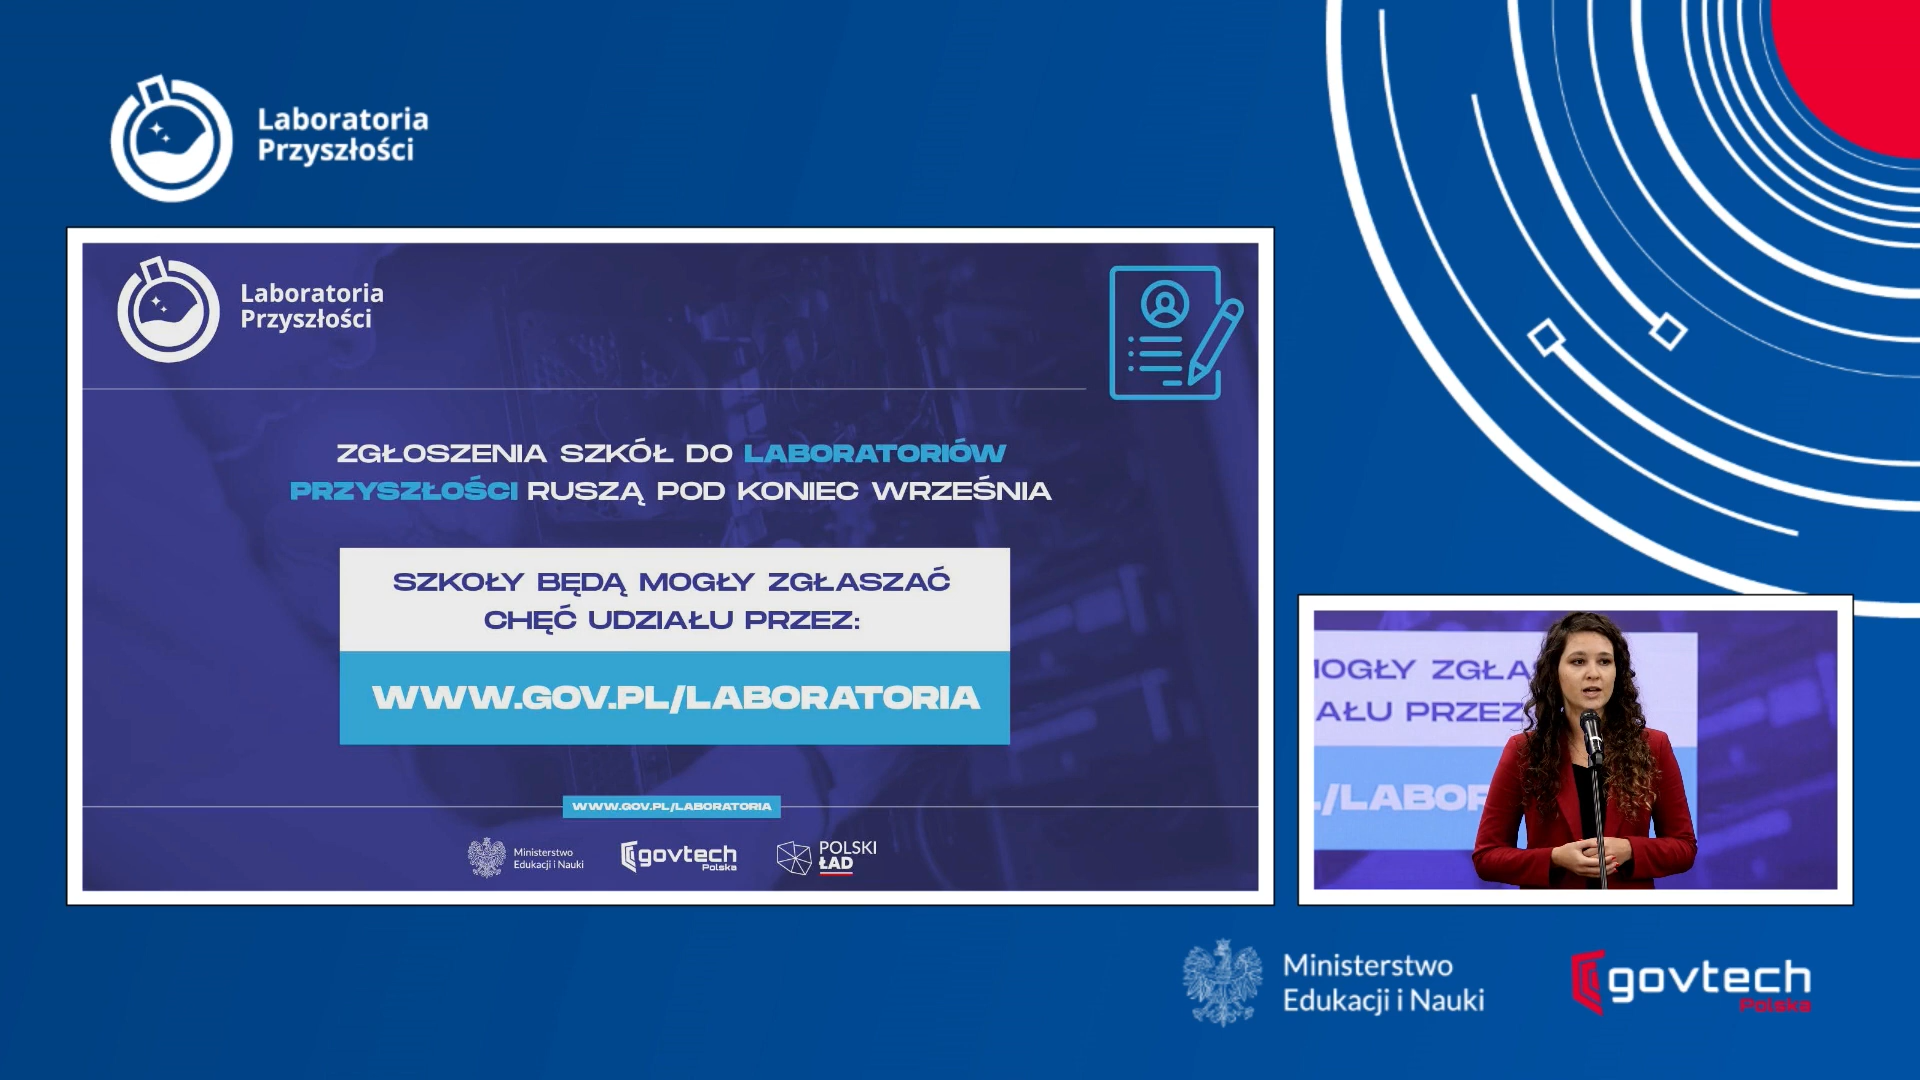 Laboratoria
Przyszłości
Laboratoria
Przyszłości
ZGŁOSZENIA SZKÓŁ DO LABORATORIÓW
PRZYSZŁOŚCI RUSZĄ POD KONIEC WRZEŚNIA
SZKOŁY BĘDĄ MOGŁY ZGŁASZAĆ
CHĘĆ UDZIAŁU PRZEZ:
WWW.GOV.PL/LABORATORIA
WWW.GOV.PL/LABORATORIA
Ministerstwo
Edukacji i Nauki
govtech
Polska
POLSKI
ŁAD
MOGŁY ZGŁAS
AŁU PRZEZ
L/LABOR
Ministerstwo
Edukacji i Nauki
govtech
Polska